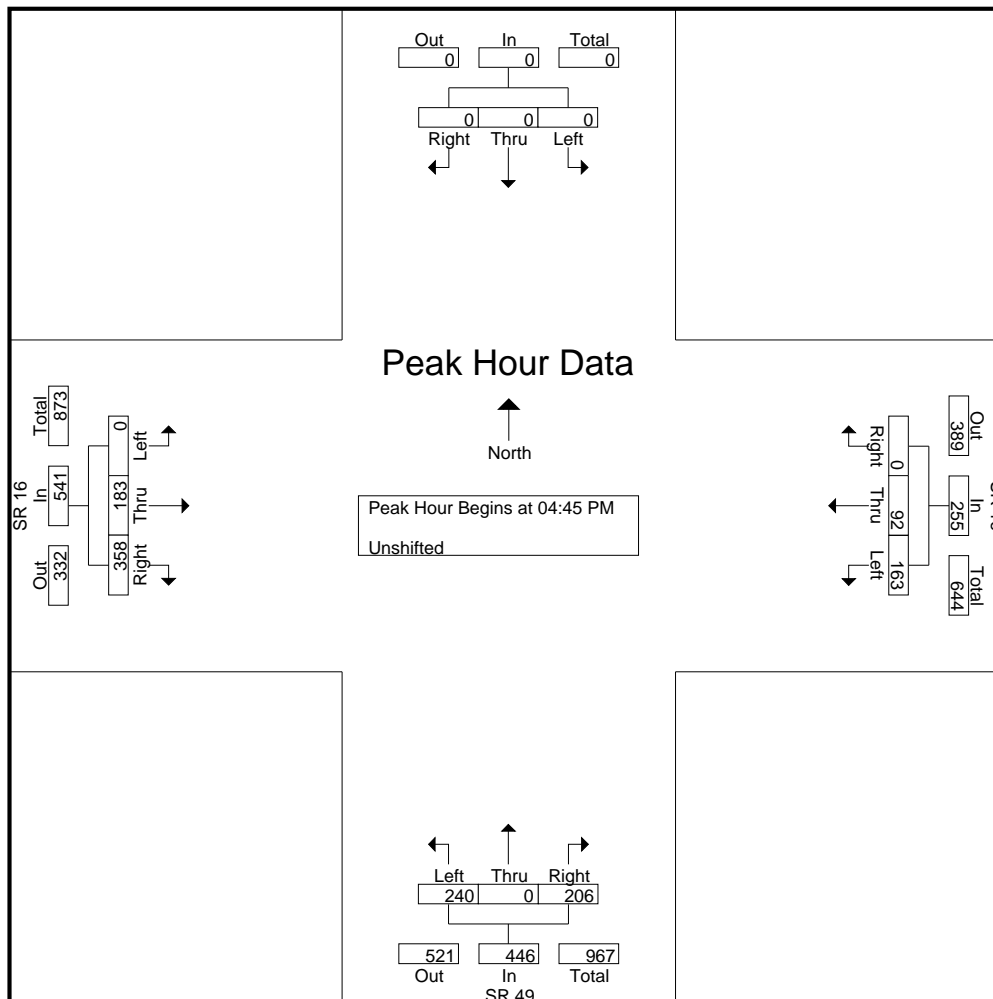 Out In Total
0 0 0
0 0 0
Right Thru Left
Peak Hour Data
North
Peak Hour Begins at 04:45 PM
Unshifted
SR 16
Out In Total
332 541 873
358 183 0
Right Thru Left
Right Thru Left
0 92 163
Out In Total
389 255 644
Left Thru Right
240 0 206
521 446 967
Out In Total
SR 49